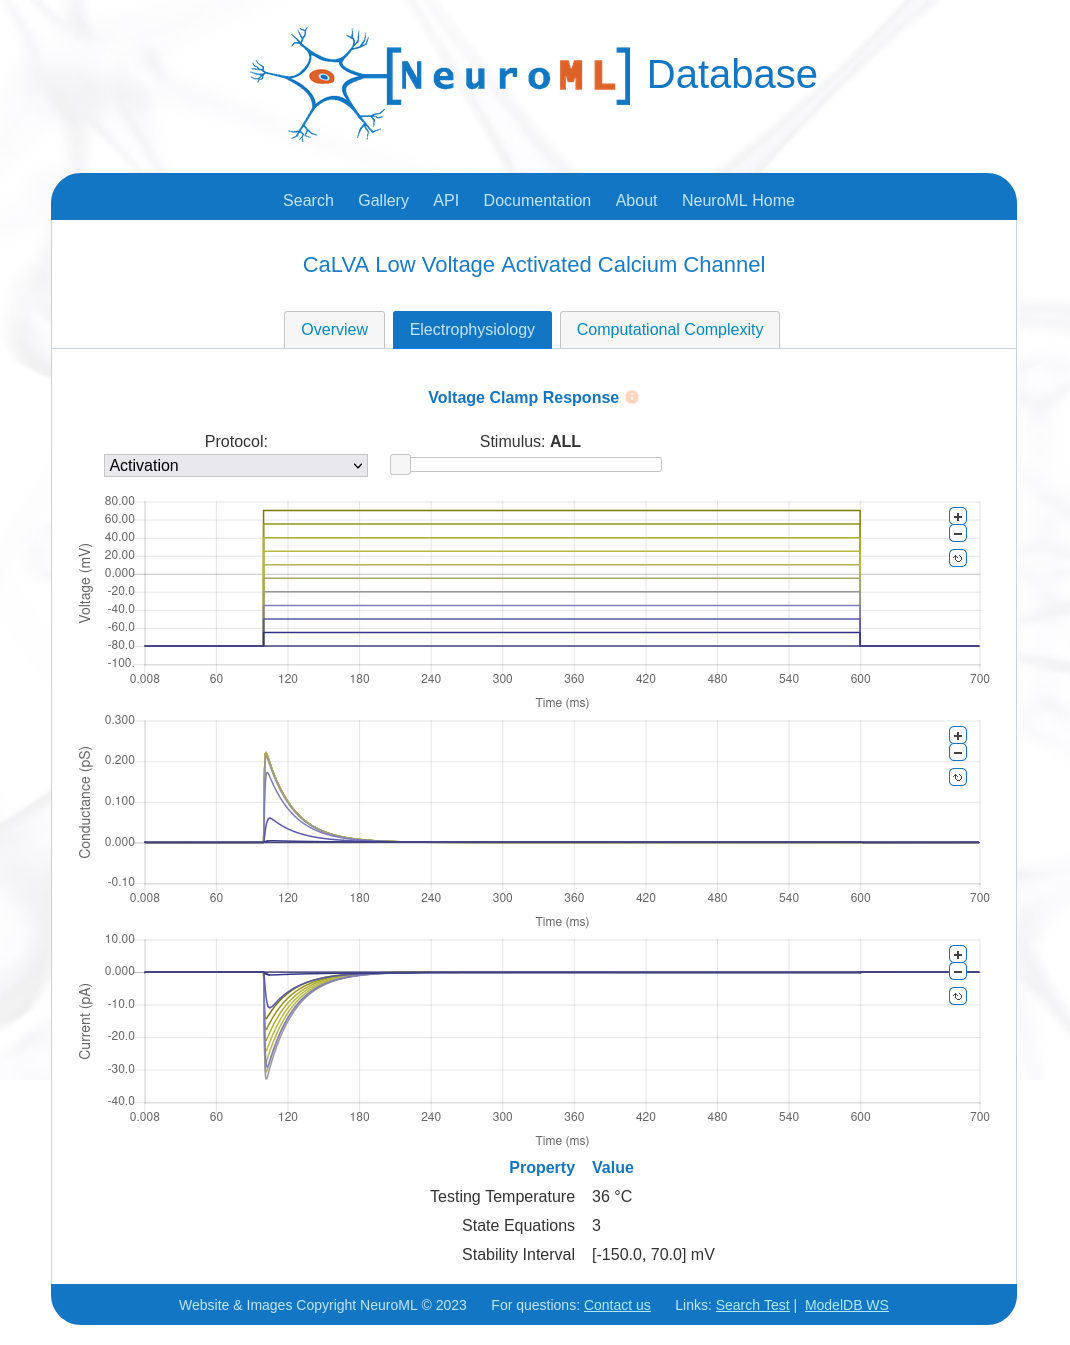 [NeuroML] Database
Search Gallery API Documentation About NeuroML Home
CaLVA Low Voltage Activated Calcium Channel
Overview Electrophysiology Computational Complexity
Voltage Clamp Response
Protocol: Stimulus: ALL
Activation
80.00
60.00
40.00
20.00
0.000
-20.0
-40.0
-60.0
-80.0
-100.
Voltage (mV)
0.008 60 120 180 240 300 360 420 480 540 600 700
Time (ms)
0.300
0.200
0.100
0.000
-0.10
Conductance (pS)
0.008 60 120 180 240 300 360 420 480 540 600 700
Time (ms)
10.00
0.000
-10.0
-20.0
-30.0
-40.0
Current (pA)
0.008 60 120 180 240 300 360 420 480 540 600 700
Time (ms)
Property Value
Testing Temperature 36 °C
State Equations 3
Stability Interval [-150.0, 70.0] mV
Website & Images Copyright NeuroML © 2023 For questions: Contact us Links: Search Test | ModelDB WS